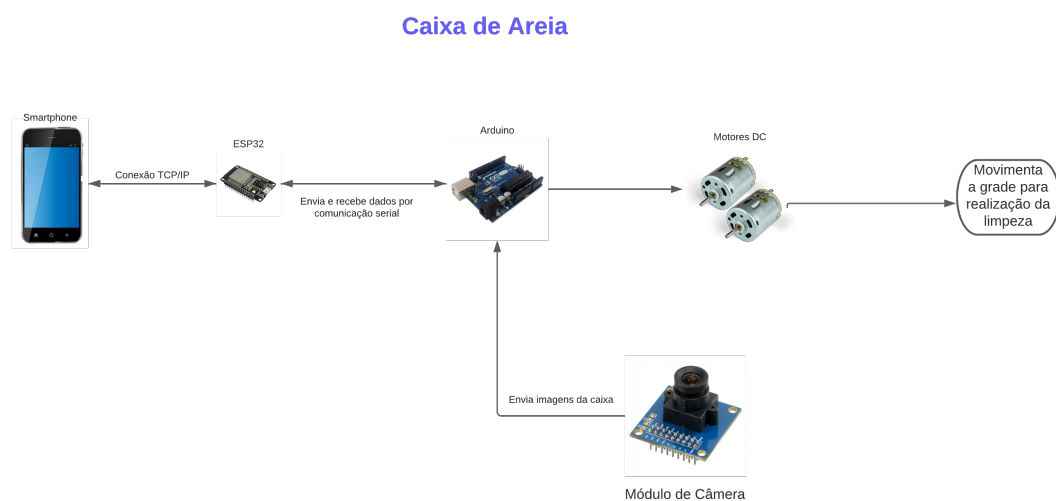 Caixa de Areia
Smartphone
ESP32
Arduino
Motores DC
Conexão TCP/IP
Envia e recebe dados por
comunicação serial
Movimenta
a grade para
realização da
limpeza
Envia imagens da caixa
Módulo de Câmera